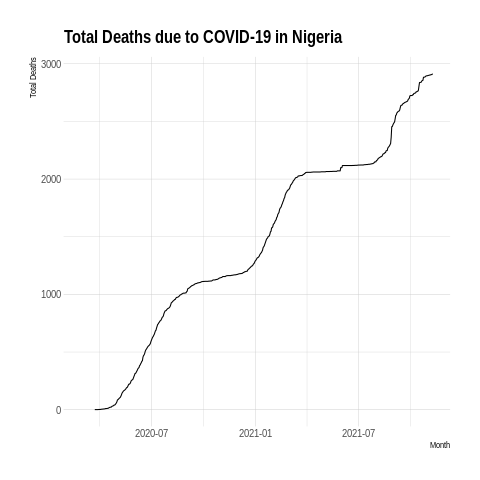 Total Deaths due to COVID-19 in Nigeria
Total Deaths
3000
2000
1000
0
2020-07 2021-01 2021-07
Month